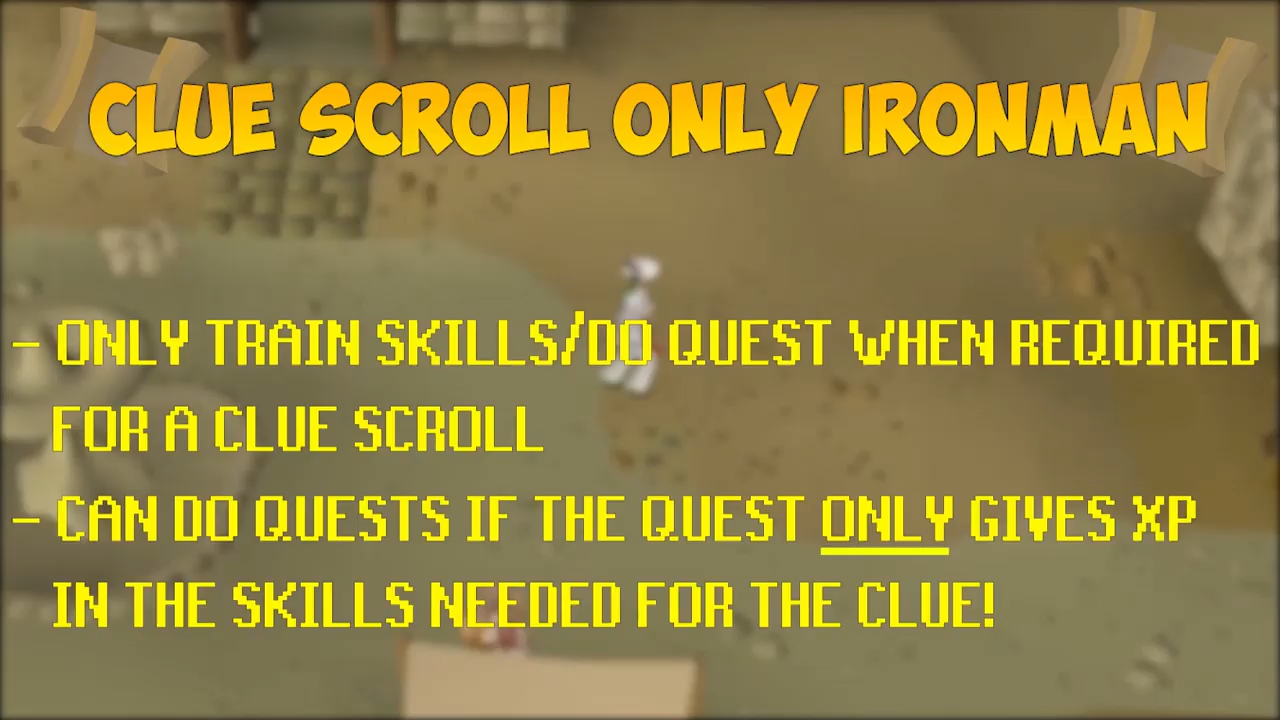 CLUE SCROLL ONLY IRONMAN
- ONLY TRAIN SKILLS/DO QUEST WHEN REQUIRED
FOR A CLUE SCROLL
- CAN DO QUESTS IF THE QUEST ONLY GIVES XP
IN THE SKILLS NEEDED FOR THE CLUE!